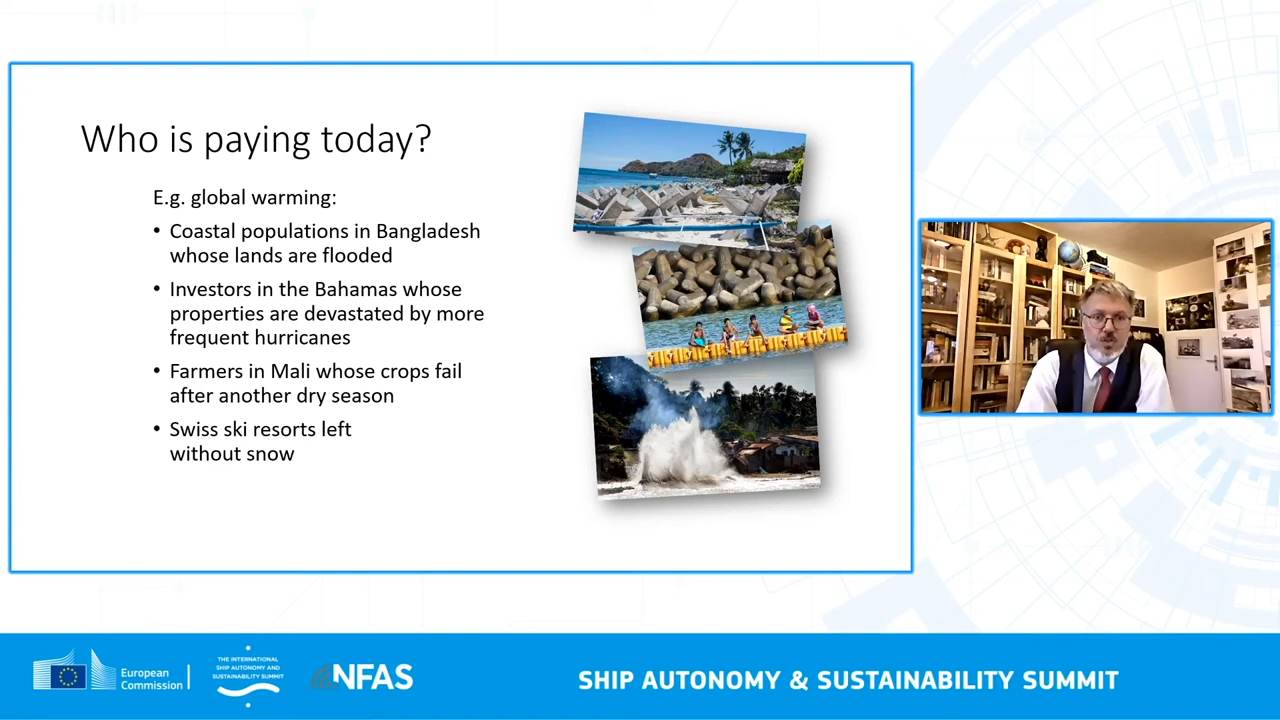 Who is paying today?
E.g. global warming:
• Coastal populations in Bangladesh
whose lands are flooded
• Investors in the Bahamas whose
properties are devastated by more
frequent hurricanes
• Farmers in Mali whose crops fail
after another dry season
• Swiss ski resorts left
without snow
European
Commission
THE INTERNATIONAL
SHIP AUTONOMY AND
SUSTAINABILITY SUMMIT
NFAS
SHIP AUTONOMY & SUSTAINABILITY SUMMIT